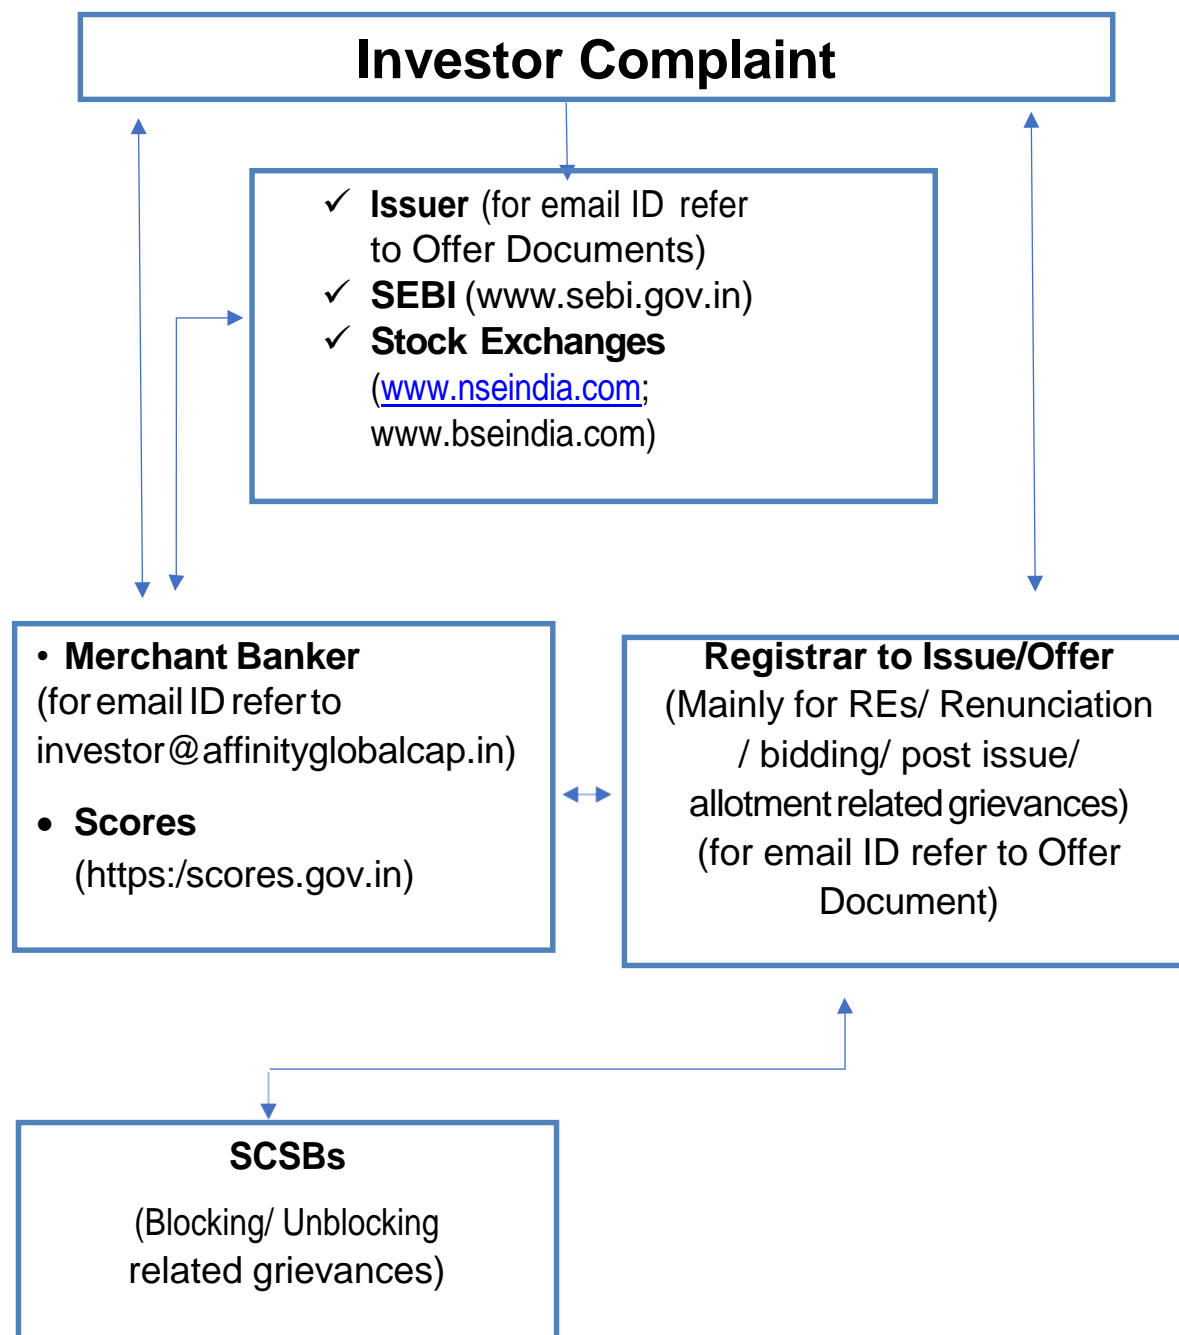 Investor Complaint
✓ Issuer (for email ID refer
to Offer Documents)
✓ SEBI (www.sebi.gov.in)
✓ Stock Exchanges
(www.nseindia.com;
www.bseindia.com)
• Merchant Banker
(for email ID refer to
investor@affinityglobalcap.in)
• Scores
(https:/scores.gov.in)
Registrar to Issue/Offer
(Mainly for REs/ Renunciation
/ bidding/ post issue/
allotment related grievances)
(for email ID refer to Offer
Document)
SCSBs
(Blocking/ Unblocking
related grievances)